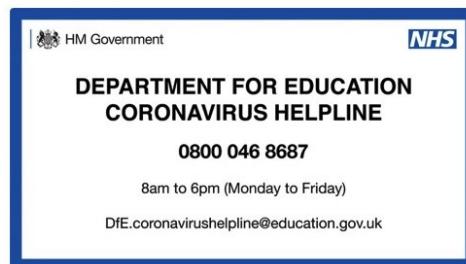 HM Government
NHS
DEPARTMENT FOR EDUCATION
CORONAVIRUS HELPLINE
0800 046 8687
8am to 6pm (Monday to Friday)
DfE.coronavirushelpline@education.gov.uk